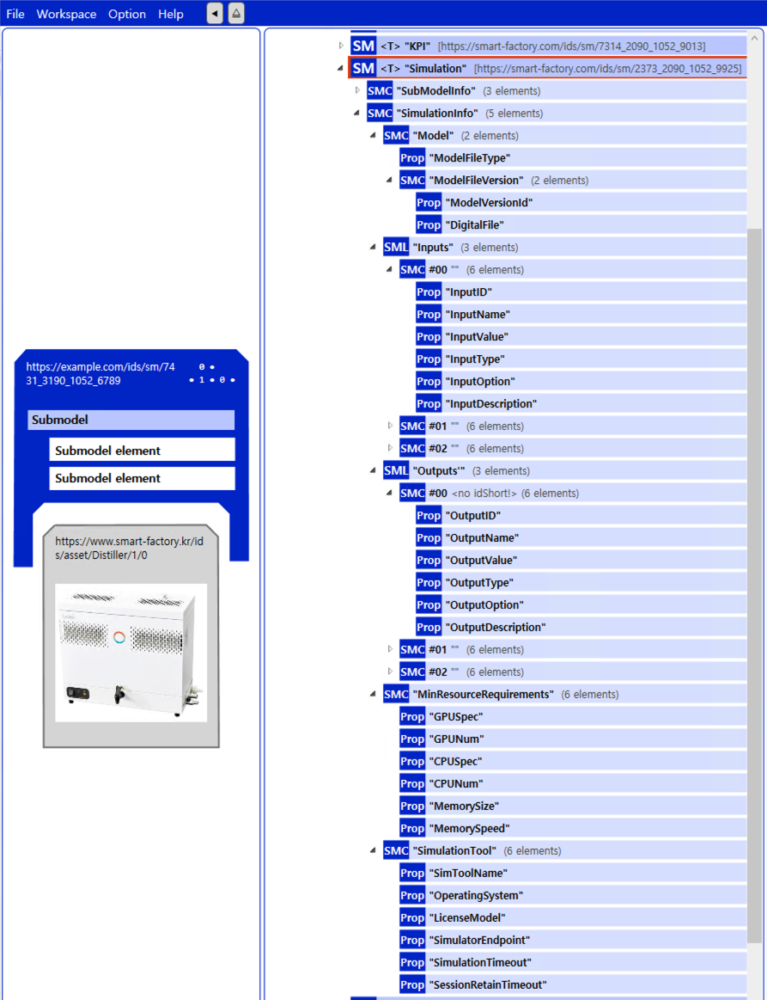 File Workspace Option Help
<T> "KPI" [https://smart-factory.com/ids/sm/7314_2090_1052_9013]
SM <T> "Simulation" [https://smart-factory.com/ids/sm/2373_2090_1052_9925]
SMC "SubModelInfo" (3 elements)
SMC "SimulationInfo" (5 elements)
SMC "Model" (2 elements)
Prop "ModelFileType"
SMC "ModelFileVersion" (2 elements)
Prop "ModelVersionId"
Prop "DigitalFile"
SML "Inputs" (3 elements)
SMC #00 "" (6 elements)
Prop "InputID"
Prop "InputName"
Prop "InputValue"
Prop "InputType"
Prop "InputOption"
Prop "InputDescription"
SMC #01 "" (6 elements)
SMC #02 "" (6 elements)
SML "Outputs'" (3 elements)
SMC #00 <no idShort!> (6 elements)
Prop "OutputID"
Prop "OutputName"
Prop "OutputValue"
Prop "OutputType"
Prop "OutputOption"
Prop "OutputDescription"
SMC #01 "" (6 elements)
SMC #02 "" (6 elements)
SMC "MinResourceRequirements" (6 elements)
Prop "GPUSpec"
Prop "GPUNum"
Prop "CPUSpec"
Prop "CPUNum"
Prop "MemorySize"
Prop "MemorySpeed"
SMC "SimulationTool" (6 elements)
Prop "SimToolName"
Prop "OperatingSystem"
Prop "LicenseModel"
Prop "SimulatorEndpoint"
Prop "SimulationTimeout"
Prop "SessionRetainTimeout"
https://example.com/ids/sm/74
31_3190_1052_6789
0 •
• 1 • 0 •
Submodel
Submodel element
Submodel element
https://www.smart-factory.kr/id
s/asset/Distiller/1/0